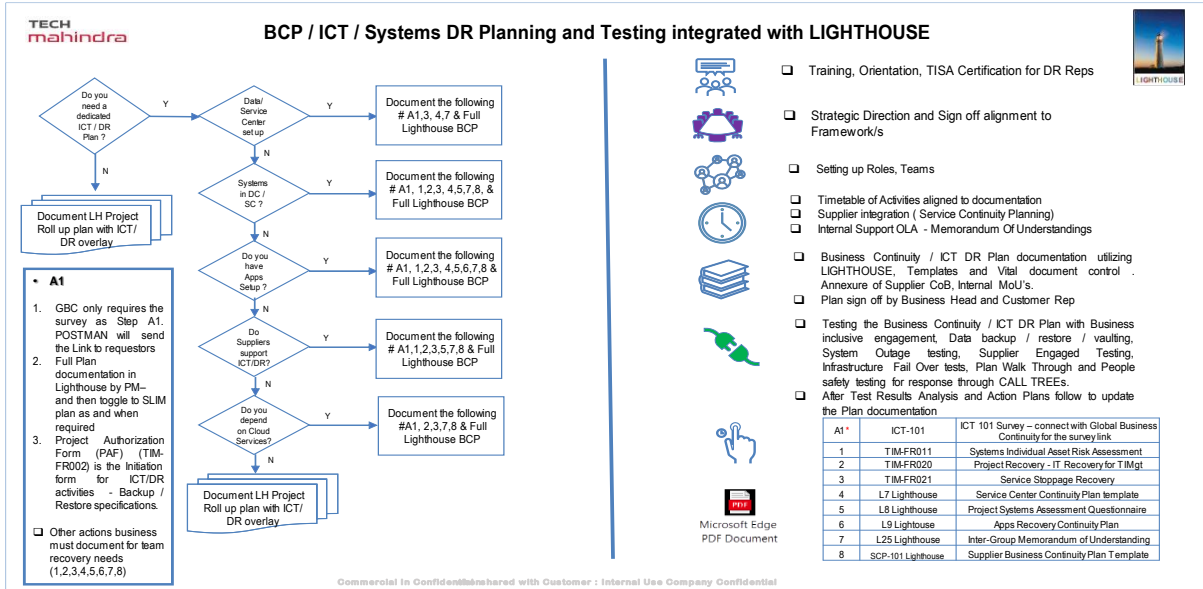 TECH
mahindra
BCP / ICT / Systems DR Planning and Testing integrated with LIGHTHOUSE
LIGHTHOUSE
Do you
need a
dedicated
ICT / DR
Plan ?
Y
N
Document LH Project
Roll up plan with ICT/
DR overlay
Data/
Service
Center
set up
Y
N
Document the following
# A1,3, 4,7 & Full
Lighthouse BCP
Systems
in DC /
SC ?
Y
N
Document the following
# A1, 1,2,3, 4,5,7,8, &
Full Lighthouse BCP
Do you
have
Apps
Setup ?
Y
N
Document the following
# A1, 1,2,3, 4,5,6,7,8 &
Full Lighthouse BCP
Do
Suppliers
support
ICT/DR?
Y
N
Document the following
#A1,1,2,3,5,7,8 & Full
Lighthouse BCP
Do you
depend
on Cloud
Services?
Y
N
Document the following
#A1, 2,3,7,8 & Full
Lighthouse BCP
Document LH Project
Roll up plan with ICT/
DR overlay
• A1
1. GBC only requires the
survey as Step A1.
POSTMAN will send
the Link to requestors
2. Full Plan
documentation in
Lighthouse by PM–
and then toggle to SLIM
plan as and when
required
3. Project Authorization
Form (PAF) (TIM-
FR002) is the Initiation
form for ICT/DR
activities - Backup /
Restore specifications.
Other actions business
must document for team
recovery needs
(1,2,3,4,5,6,7,8)
Training, Orientation, TISA Certification for DR Reps
Strategic Direction and Sign off alignment to
Framework/s
Setting up Roles, Teams
Timetable of Activities aligned to documentation
Supplier integration ( Service Continuity Planning)
Internal Support OLA - Memorandum Of Understandings
Business Continuity / ICT DR Plan documentation utilizing
LIGHTHOUSE, Templates and Vital document control .
Annexure of Supplier CoB, Internal MoU's.
Plan sign off by Business Head and Customer Rep
Testing the Business Continuity / ICT DR Plan with Business
inclusive engagement, Data backup / restore / vaulting,
System Outage testing, Supplier Engaged Testing,
Infrastructure Fail Over tests, Plan Walk Through and People
safety testing for response through CALL TREEs.
After Test Results Analysis and Action Plans follow to update
the Plan documentation
A1* ICT-101 ICT 101 Survey – connect with Global Business
Continuity for the survey link
1 TIM-FR011 Systems Individual Asset Risk Assessment
2 TIM-FR020 Project Recovery - IT Recovery for TIMgt
3 TIM-FR021 Service Stoppage Recovery
4 L7 Lighthouse Service Center Continuity Plan template
5 L8 Lighthouse Project Systems Assessment Questionnaire
6 L9 Lightouse Apps Recovery Continuity Plan
7 L25 Lighthouse Inter-Group Memorandum of Understanding
8 SCP-101 Lighthouse Supplier Business Continuity Plan Template
PDF
Microsoft Edge
PDF Document
Commercial In Confidential shared with Customer : Internal Use Company Confidential